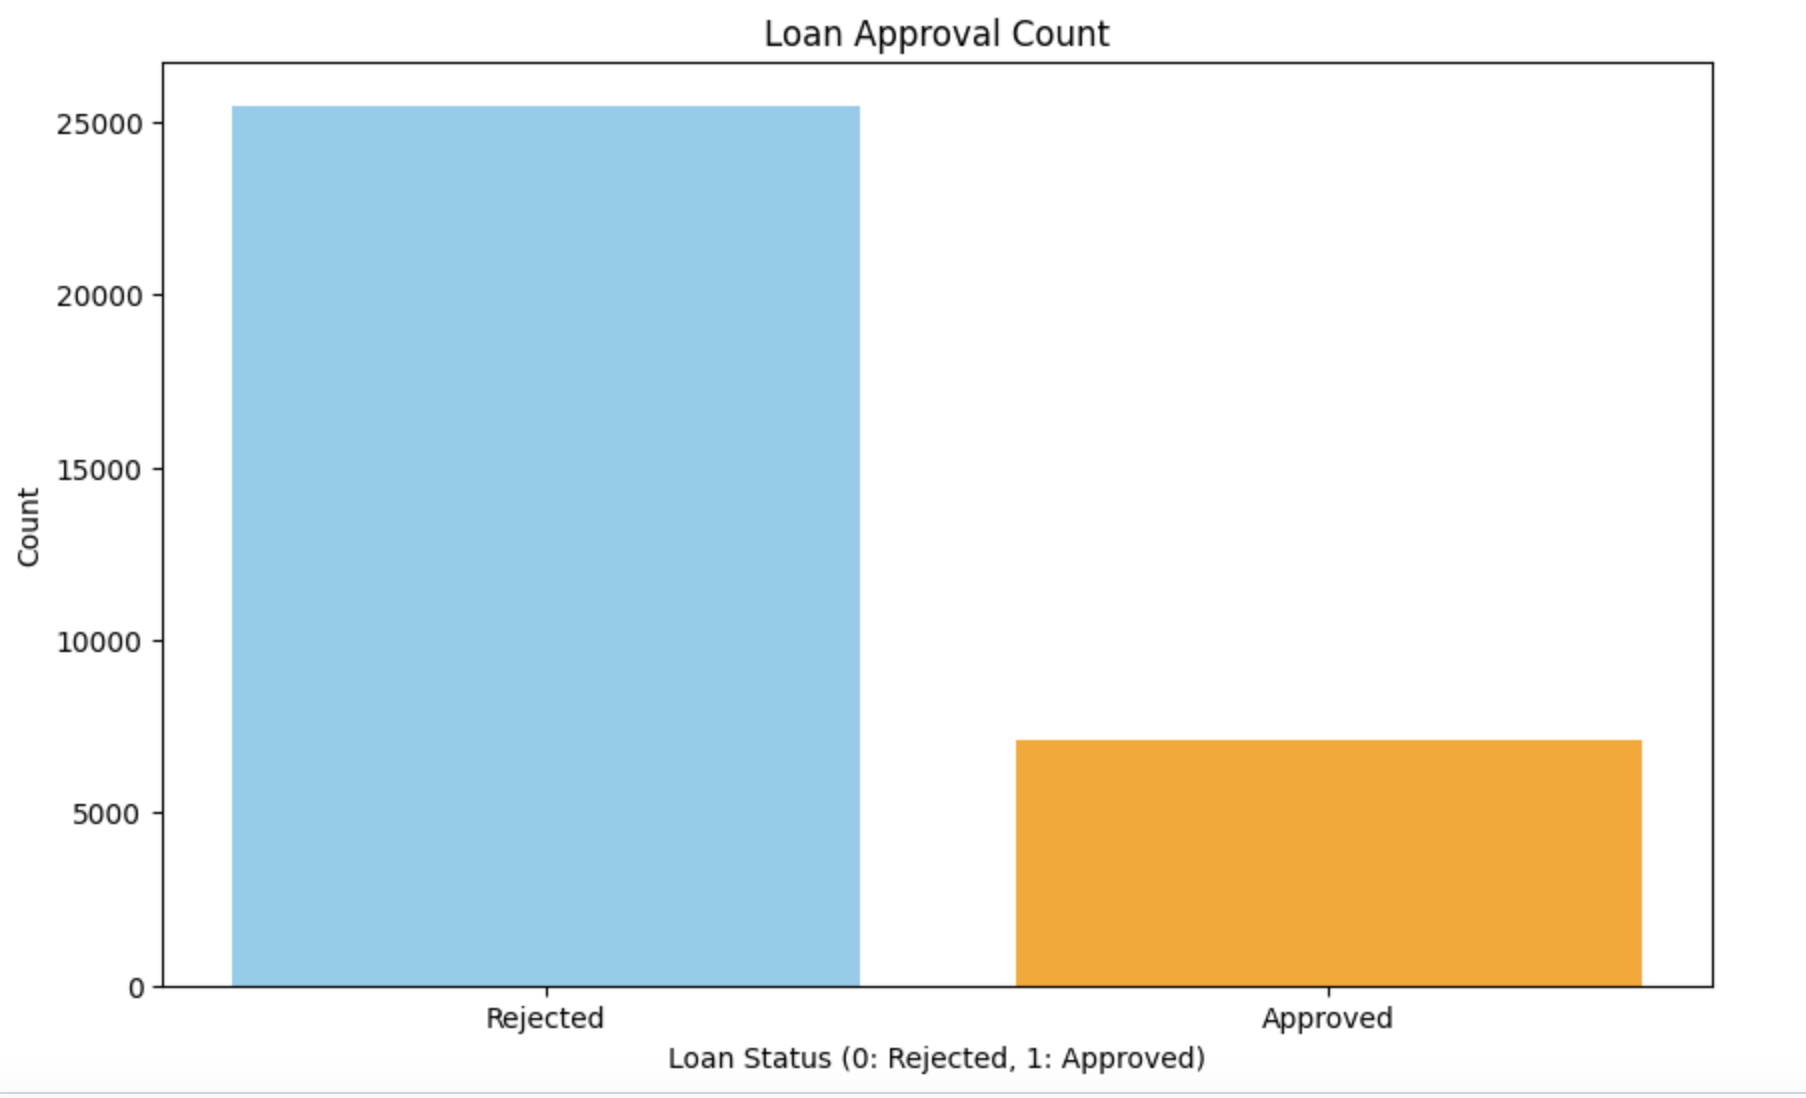 Loan Approval Count
25000
20000
15000
10000
5000
0
Count
Rejected
Approved
Loan Status (0: Rejected, 1: Approved)